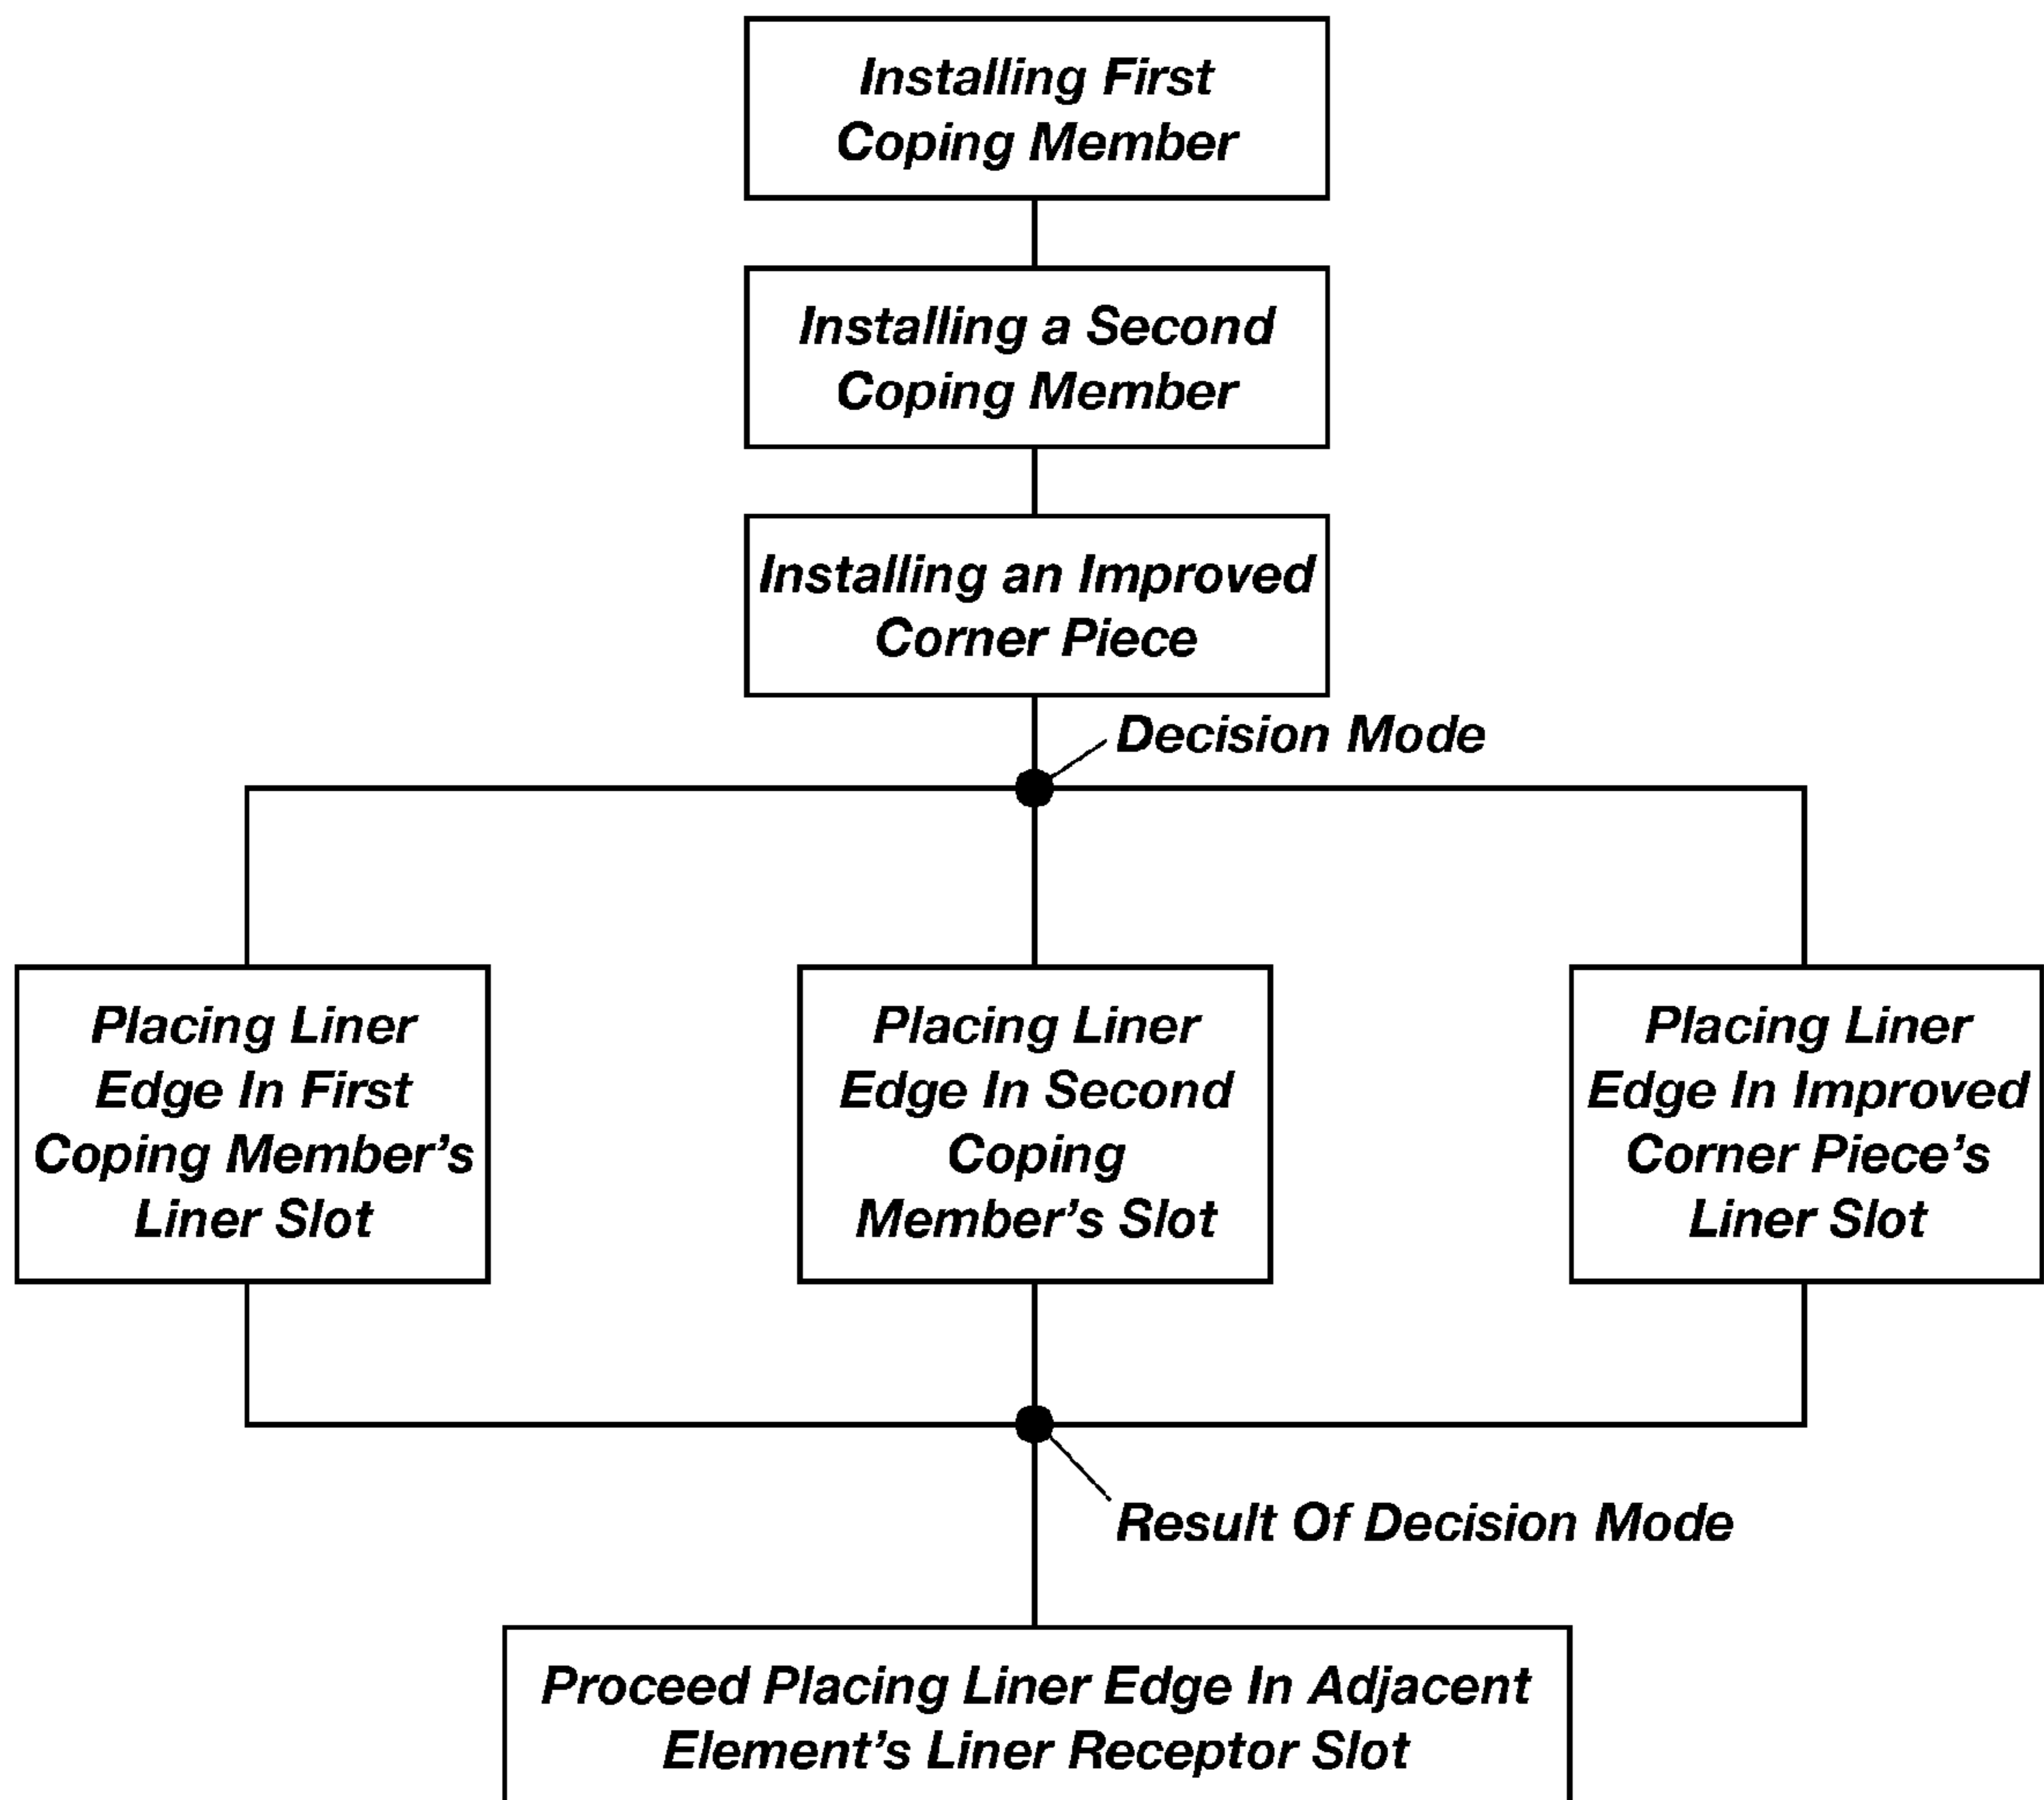 Installing First
Coping Member
Installing a Second
Coping Member
Installing an Improved
Corner Piece
Decision Mode
Placing Liner
Edge In First
Coping Member’s
Liner Slot
Placing Liner
Edge In Second
Coping
Member’s Slot
Placing Liner
Edge In Improved
Corner Piece’s
Liner Slot
Result Of Decision Mode
Proceed Placing Liner Edge In Adjacent
Element’s Liner Receptor Slot